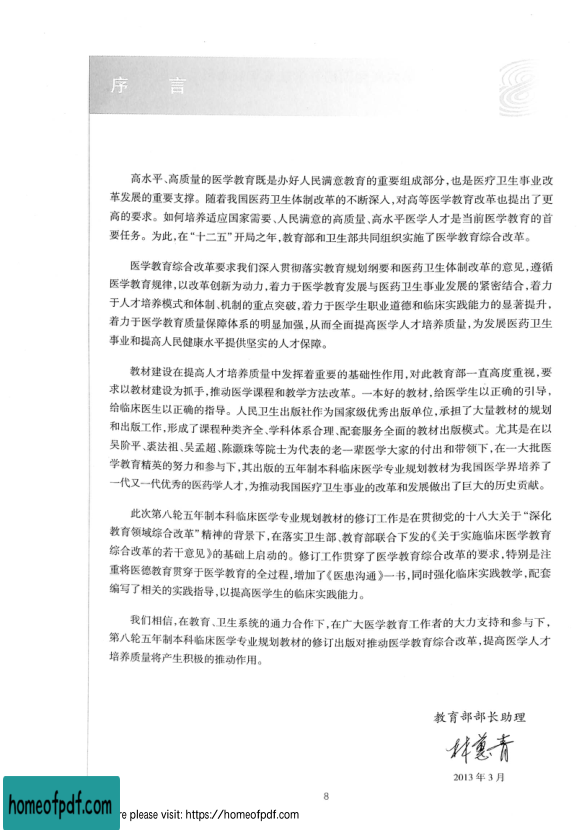 序 言
高水平、高质量的医学教育既是办好人民满意教育的重要组成部分,也是医疗卫生事业改
革发展的重要支撑。随着我国医药卫生体制改革的不断深入,对高等医学教育改革也提出了更
高的要求。如何培养适应国家需要、人民满意的高质量、高水平医学人才是当前医学教育的首
要任务。为此,在“十二五”开局之年,教育部和卫生部共同组织实施了医学教育综合改革。
医学教育综合改革要求我们深入贯彻落实教育规划纲要和医药卫生体制改革的意见,遵循
医学教育规律,以改革创新为动力,着力于医学教育发展与医药卫生事业发展的紧密结合,着力
于人才培养模式和体制、机制的重点突破,着力于医学生职业道德和临床实践能力的显著提升,
着力于医学教育质量保障体系的明显加强,从而全面提高医学人才培养质量,为发展医药卫生
事业和提高人民健康水平提供坚实的人才保障。
教材建设在提高人才培养质量中发挥着重要的基础性作用,对此教育部一直高度重视,要
求以教材建设为抓手,推动医学课程和教学方法改革。一本好的教材,给医学生以正确的引导,
给临床医生以正确的指导。人民卫生出版社作为国家级优秀出版单位,承担了大量教材的规划
和出版工作,形成了课程种类齐全、学科体系合理、配套服务全面的教材出版模式。尤其是在以
吴阶平、裘法祖、吴孟超、陈灏珠等院士为代表的老一辈医学大家的付出和带领下,在一大批医
学教育精英的努力和参与下,其出版的五年制本科临床医学专业规划教材为我国医学界培养了
一代又一代优秀的医药学人才,为推动我国医疗卫生事业的改革和发展做出了巨大的历史贡献。
此次第八轮五年制本科临床医学专业规划教材的修订工作是在贯彻党的十八大关于“深化
教育领域综合改革”精神的背景下,在落实卫生部、教育部联合下发的《关于实施临床医学教育
综合改革的若干意见》的基础上启动的。修订工作贯穿了医学教育综合改革的要求,特别是注
重将医德教育贯穿于医学教育的全过程,增加了《医患沟通》一书,同时强化临床实践教学,配套
编写了相关的实践指导,以提高医学生的临床实践能力。
我们相信,在教育、卫生系统的通力合作下,在广大医学教育工作者的大力支持和参与下,
第八轮五年制本科临床医学专业规划教材的修订出版对推动医学教育综合改革,提高医学人才
培养质量将产生积极的推动作用。
教育部部长助理
林蕙青
2013 年 3 月
8
homeofpdf.com
re please visit: https://homeofpdf.com